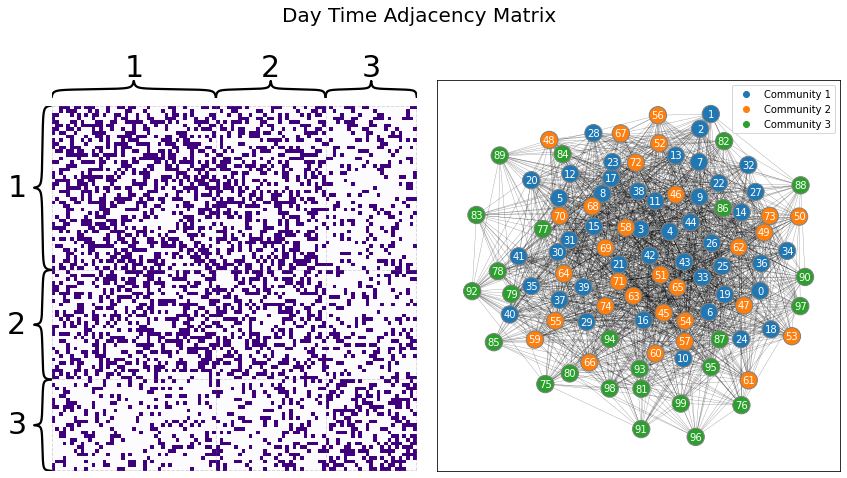 Day Time Adjacency Matrix
1 2 3
1
2
3
Community 1
Community 2
Community 3
56 1
48 28 67 2
52 82
89 84 23 72 13 7 32
20 12 17 22 88
5 8 38 11 46 9 27
83 70 68 86 14 73 50
77 15 58 3 4 44 49
31 69 26 62
41 30 42 34
78 64 21 43 25 36
92 79 35 71 51 33 90
37 39 63 65 19 0
40 74 45 6 47 97
55 29 16 54 18
85 59 94 57 87 24 53
66 60 10
80 93 95
75 98 81 61
99 76
91 96